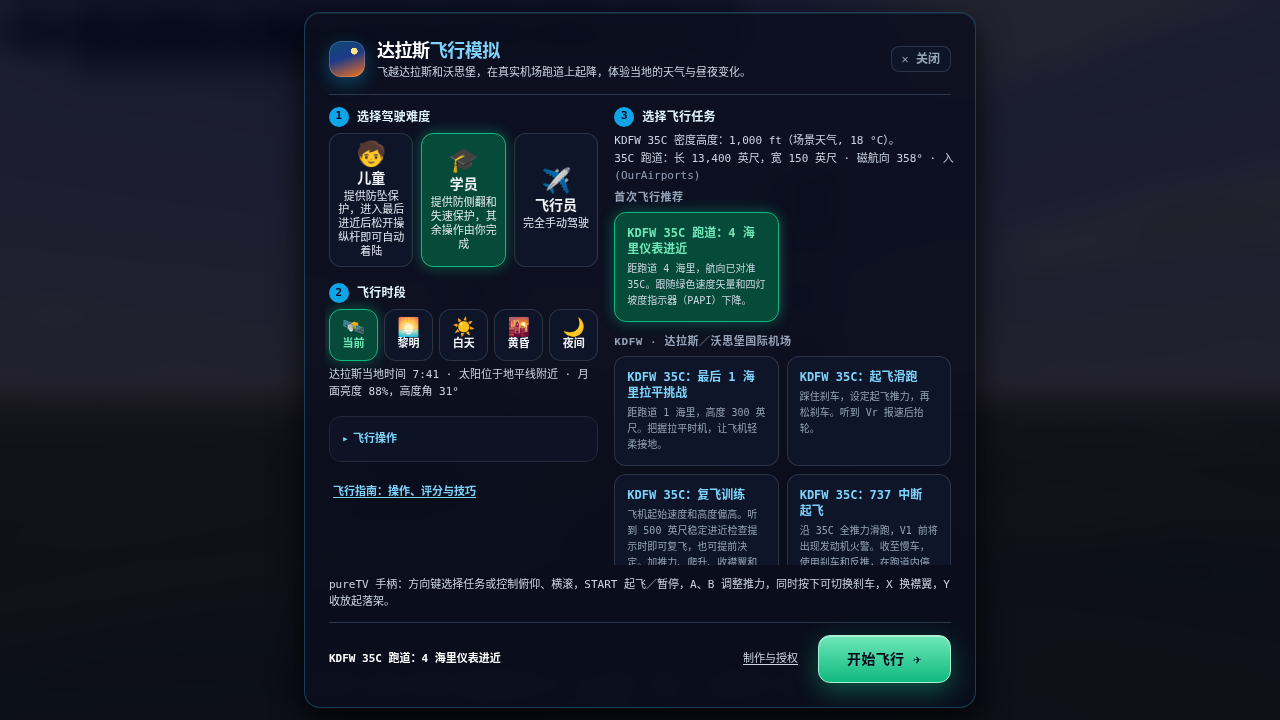 达拉斯飞行模拟
飞越达拉斯和沃思堡，在真实机场跑道上起降，体验当地的天气与昼夜变化。
× 关闭
1 选择驾驶难度
儿童
提供防坠保
护，进入最后
进近后松开操
纵杆即可自动
着陆
学员
提供防侧翻和
失速保护，其
余操作由你完
成
飞行员
完全手动驾驶
2 飞行时段
当前
黎明
白天
黄昏
夜间
达拉斯当地时间 7:41 · 太阳位于地平线附近 · 月
面亮度 88%，高度角 31°
▸ 飞行操作
飞行指南：操作、评分与技巧
3 选择飞行任务
KDFW 35C 密度高度：1,000 ft（场景天气, 18 °C）。
35C 跑道：长 13,400 英尺，宽 150 英尺 · 磁航向 358° · 入
(OurAirports)
首次飞行推荐
KDFW 35C 跑道：4 海
里仪表进近
距跑道 4 海里，航向已对准
35C。跟随绿色速度矢量和四灯
坡度指示器（PAPI）下降。
KDFW · 达拉斯／沃思堡国际机场
KDFW 35C：最后 1 海
里拉平挑战
距跑道 1 海里，高度 300 英
尺。把握拉平时机，让飞机轻
柔接地。
KDFW 35C：起飞滑跑
踩住刹车，设定起飞推力，再
松刹车。听到 Vr 报速后抬
轮。
KDFW 35C：复飞训练
飞机起始速度和高度偏高。听
到 500 英尺稳定进近检查提
示时即可复飞，也可提前决
定。加推力、爬升、收襟翼和
KDFW 35C：737 中断
起飞
沿 35C 全推力滑跑，V1 前将
出现发动机火警。收至慢车，
使用刹车和反推，在跑道内停
pureTV 手柄：方向键选择任务或控制俯仰、横滚，START 起飞／暂停，A、B 调整推力，同时按下可切换刹车，X 换襟翼，Y
收放起落架。
KDFW 35C 跑道：4 海里仪表进近
制作与授权
开始飞行 ✈